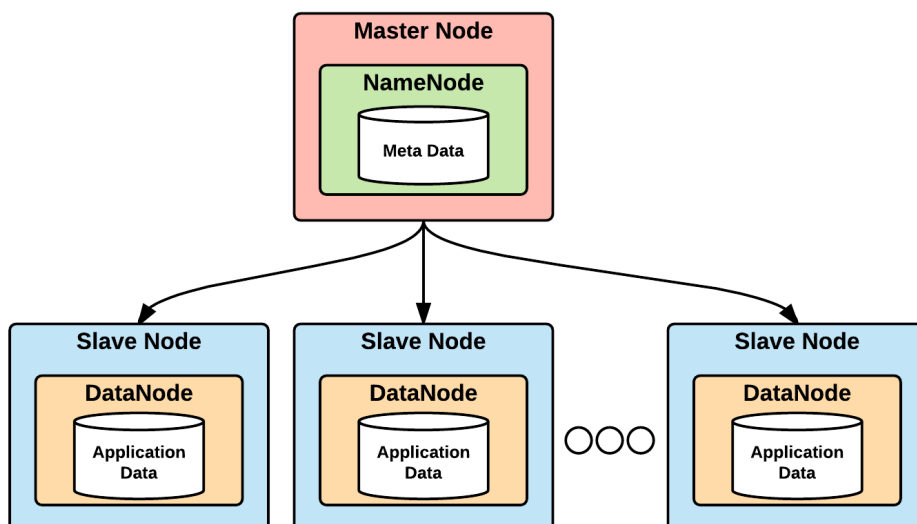 Master Node
NameNode
Meta Data
Slave Node
DataNode
Application
Data
Slave Node
DataNode
Application
Data
Slave Node
DataNode
Application
Data